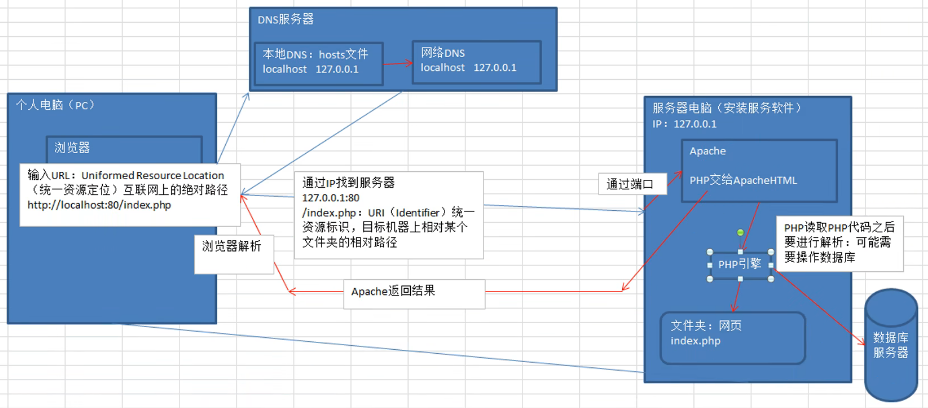 DNS服务器
本地DNS：hosts文件
localhost 127.0.0.1
网络DNS
localhost 127.0.0.1
个人电脑（PC）
浏览器
输入URL：Uniformed Resource Location
（统一资源定位）互联网上的绝对路径
http://localhost:80/index.php
通过IP找到服务器
127.0.0.1:80
/index.php：URI（Identifier）统一
资源标识，目标机器上相对某个
文件夹的相对路径
浏览器解析
Apache返回结果
通过端口
服务器电脑（安装服务软件）
IP：127.0.0.1
Apache
PHP交给ApacheHTML
PHP引擎
PHP读取PHP代码之后
要进行解析：可能需
要操作数据库
文件夹：网页
index.php
数据库
服务器